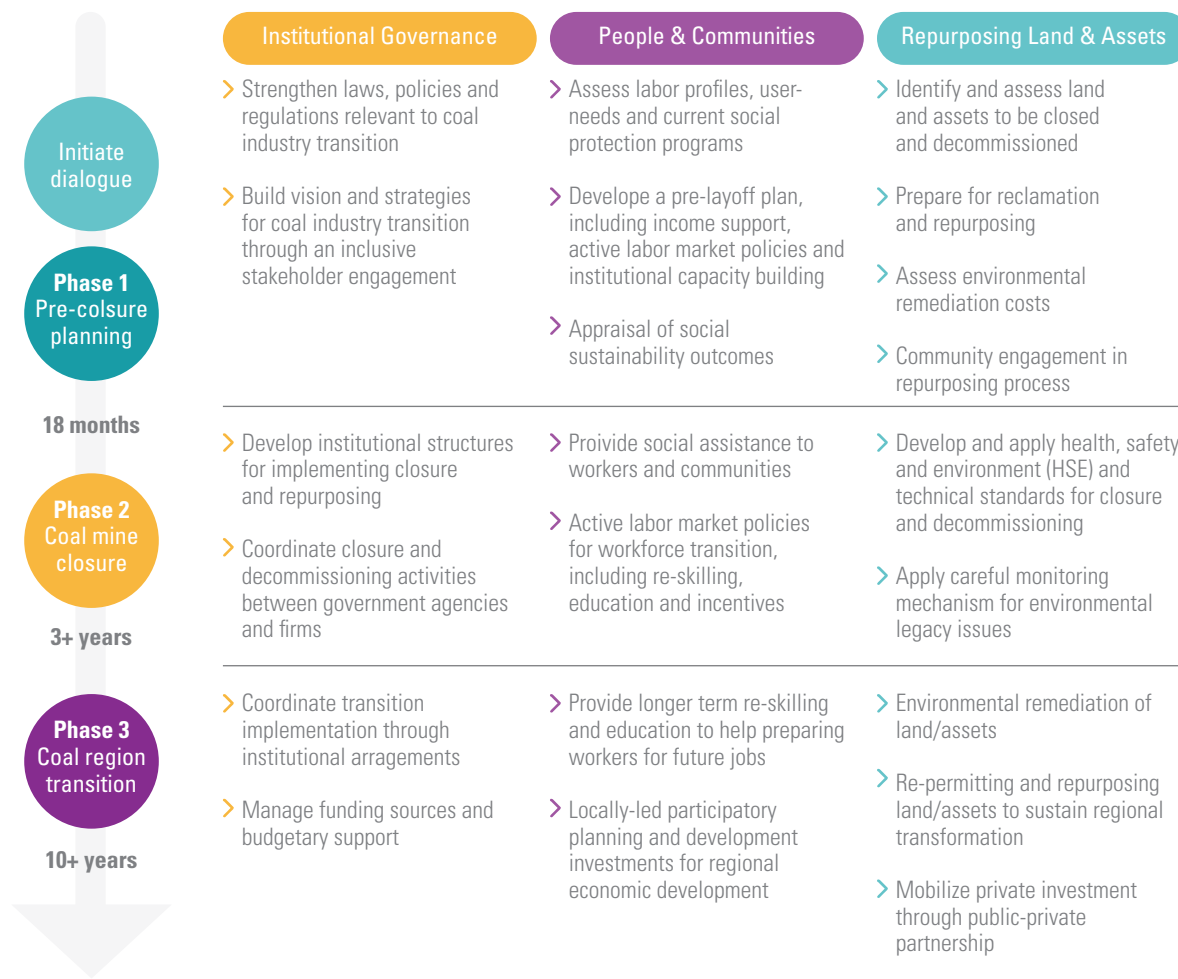 Institutional Governance
People & Communities
Repurposing Land & Assets
Initiate
dialogue
Phase 1
Pre-colsure
planning
18 months
Strengthen laws, policies and
regulations relevant to coal
industry transition
Build vision and strategies
for coal industry transition
through an inclusive
stakeholder engagement
Assess labor profiles, user-
needs and current social
protection programs
Develope a pre-layoff plan,
including income support,
active labor market policies and
institutional capacity building
Appraisal of social
sustainability outcomes
Identify and assess land
and assets to be closed
and decommissioned
Prepare for reclamation
and repurposing
Assess environmental
remediation costs
Community engagement in
repurposing process
Phase 2
Coal mine
closure
3+ years
Develop institutional structures
for implementing closure
and repurposing
Coordinate closure and
decommissioning activities
between government agencies
and firms
Proivide social assistance to
workers and communities
Active labor market policies
for workforce transition,
including re-skilling,
education and incentives
Develop and apply health, safety
and environment (HSE) and
technical standards for closure
and decommissioning
Apply careful monitoring
mechanism for environmental
legacy issues
Phase 3
Coal region
transition
10+ years
Coordinate transition
implementation through
institutional arragements
Manage funding sources and
budgetary support
Provide longer term re-skilling
and education to help preparing
workers for future jobs
Locally-led participatory
planning and development
investments for regional
economic development
Environmental remediation of
land/assets
Re-permitting and repurposing
land/assets to sustain regional
transformation
Mobilize private investment
through public-private
partnership